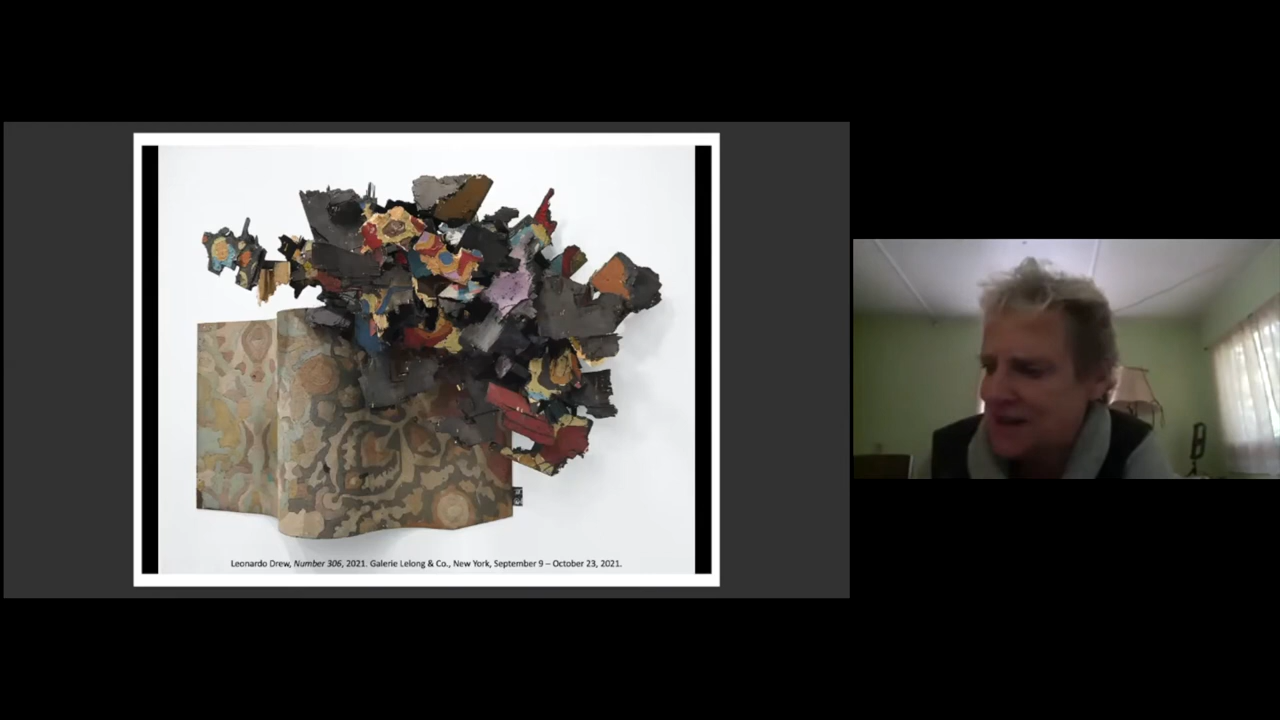 Leonardo Drew, Number 306, 2021. Galerie Lelong & Co., New York, September 9 – October 23, 2021.